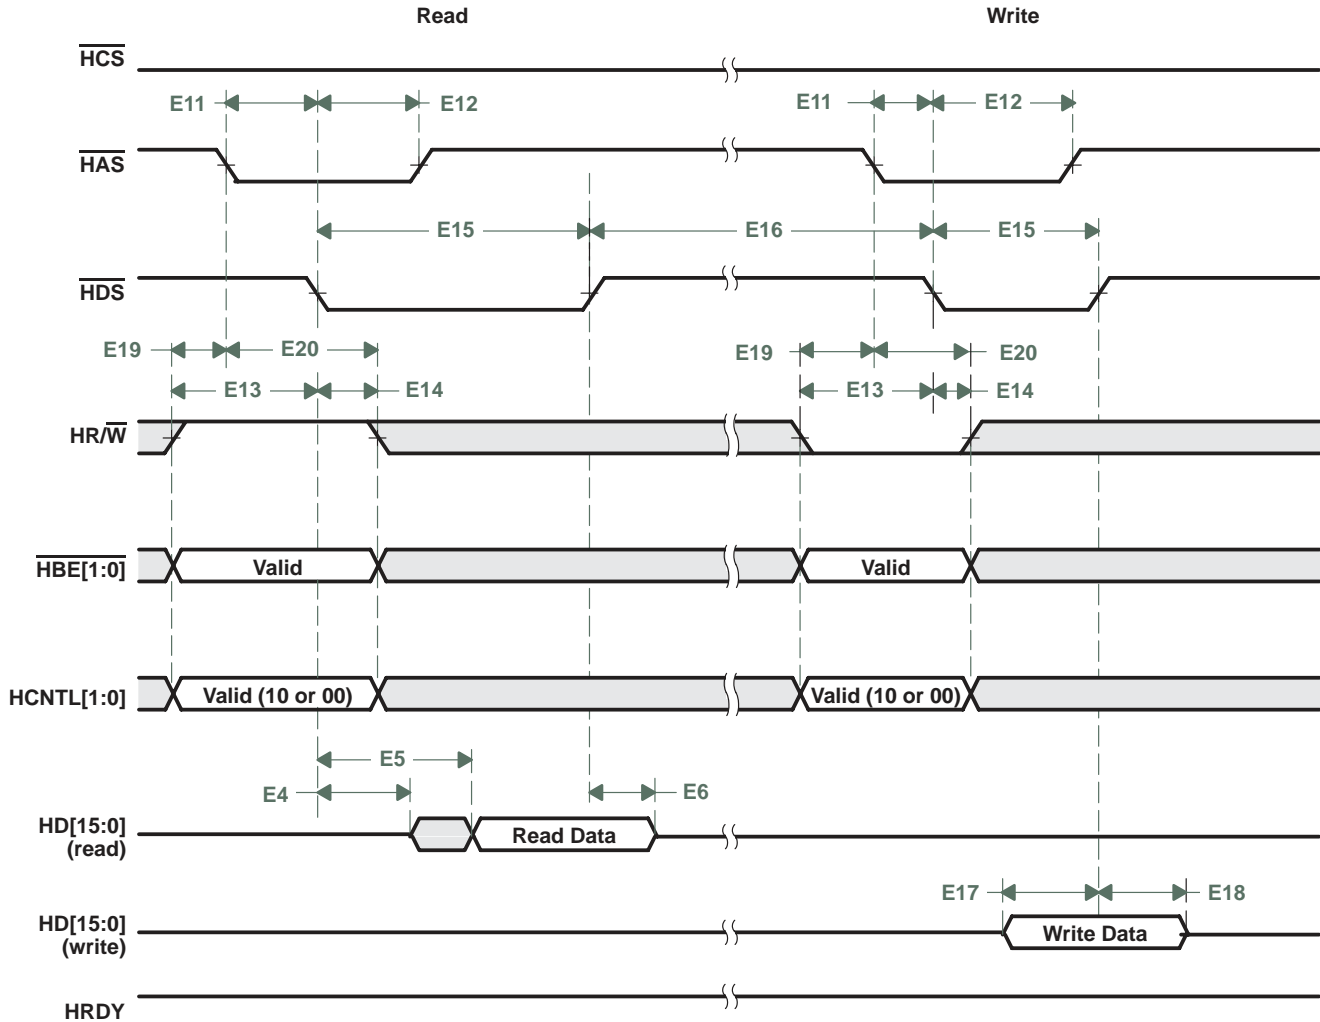 Read Write
HCS
E11 E12 E11 E12
HAS
E15 E16 E15
HDS
E19 E20 E19 E20
E13 E14 E13 E14
HR/W
HBE[1:0] Valid Valid
HCNTL[1:0] Valid (10 or 00) Valid (10 or 00)
E5
E4 E6
HD[15:0]
(read) Read Data
E17 E18
HD[15:0]
(write) Write Data
HRDY